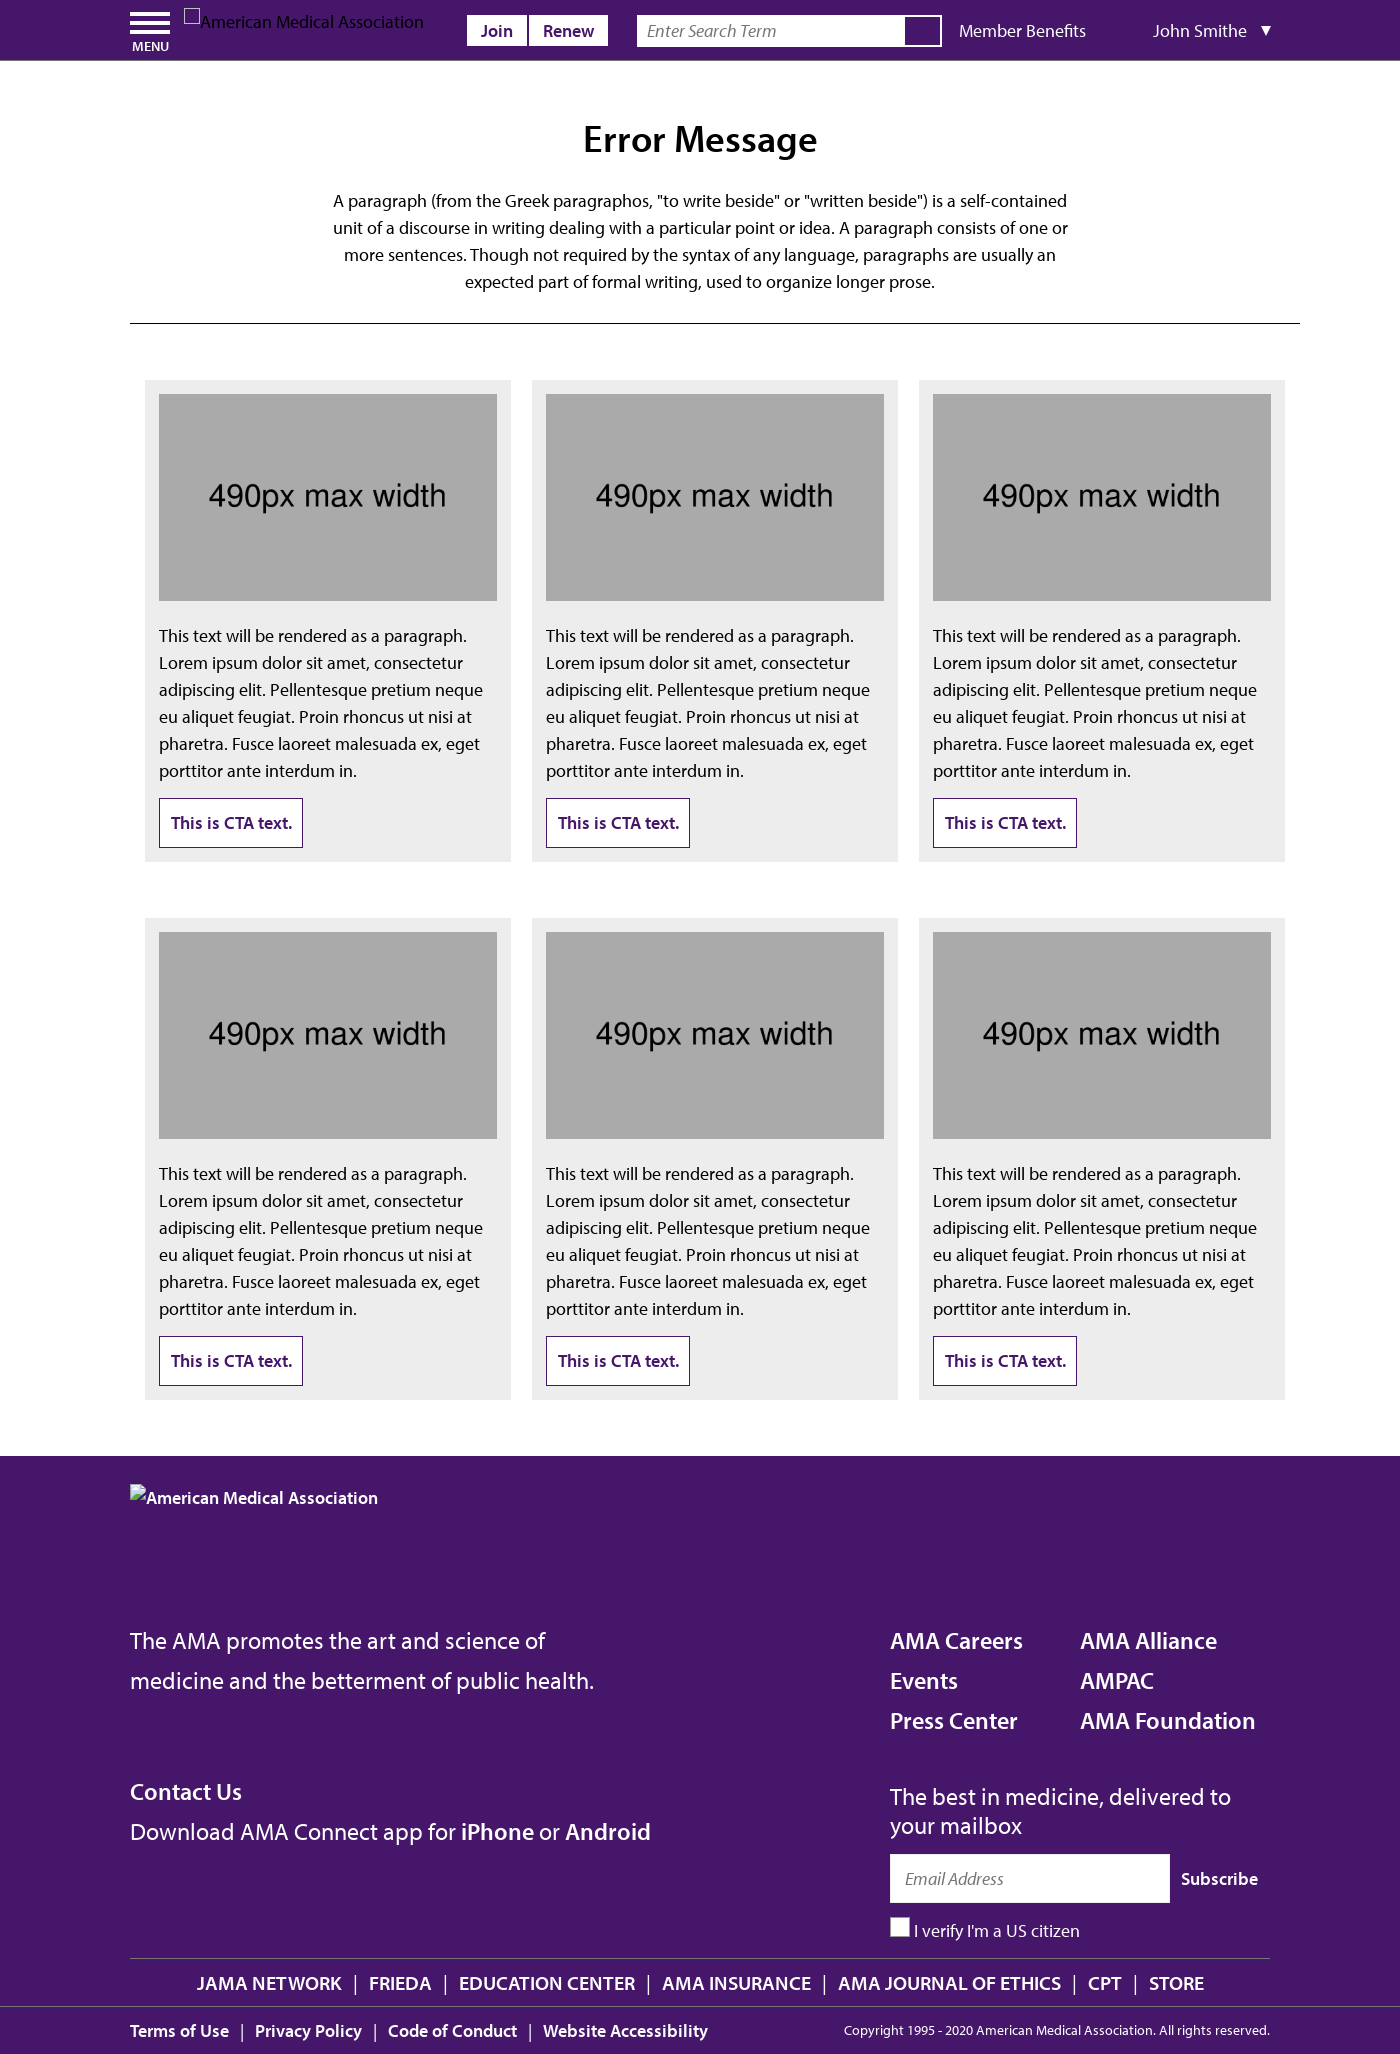 MENU
American Medical Association
Join
Renew
Enter Search Term
Member Benefits
John Smithe ▼
Error Message
A paragraph (from the Greek paragraphos, "to write beside" or "written beside") is a self-contained
unit of a discourse in writing dealing with a particular point or idea. A paragraph consists of one or
more sentences. Though not required by the syntax of any language, paragraphs are usually an
expected part of formal writing, used to organize longer prose.
490px max width
This text will be rendered as a paragraph.
Lorem ipsum dolor sit amet, consectetur
adipiscing elit. Pellentesque pretium neque
eu aliquet feugiat. Proin rhoncus ut nisi at
pharetra. Fusce laoreet malesuada ex, eget
porttitor ante interdum in.
This is CTA text.
490px max width
This text will be rendered as a paragraph.
Lorem ipsum dolor sit amet, consectetur
adipiscing elit. Pellentesque pretium neque
eu aliquet feugiat. Proin rhoncus ut nisi at
pharetra. Fusce laoreet malesuada ex, eget
porttitor ante interdum in.
This is CTA text.
490px max width
This text will be rendered as a paragraph.
Lorem ipsum dolor sit amet, consectetur
adipiscing elit. Pellentesque pretium neque
eu aliquet feugiat. Proin rhoncus ut nisi at
pharetra. Fusce laoreet malesuada ex, eget
porttitor ante interdum in.
This is CTA text.
490px max width
This text will be rendered as a paragraph.
Lorem ipsum dolor sit amet, consectetur
adipiscing elit. Pellentesque pretium neque
eu aliquet feugiat. Proin rhoncus ut nisi at
pharetra. Fusce laoreet malesuada ex, eget
porttitor ante interdum in.
This is CTA text.
490px max width
This text will be rendered as a paragraph.
Lorem ipsum dolor sit amet, consectetur
adipiscing elit. Pellentesque pretium neque
eu aliquet feugiat. Proin rhoncus ut nisi at
pharetra. Fusce laoreet malesuada ex, eget
porttitor ante interdum in.
This is CTA text.
490px max width
This text will be rendered as a paragraph.
Lorem ipsum dolor sit amet, consectetur
adipiscing elit. Pellentesque pretium neque
eu aliquet feugiat. Proin rhoncus ut nisi at
pharetra. Fusce laoreet malesuada ex, eget
porttitor ante interdum in.
This is CTA text.
American Medical Association
The AMA promotes the art and science of
medicine and the betterment of public health.
AMA Careers
Events
Press Center
AMA Alliance
AMPAC
AMA Foundation
Contact Us
Download AMA Connect app for iPhone or Android
The best in medicine, delivered to
your mailbox
Email Address
Subscribe
I verify I'm a US citizen
JAMA NETWORK | FRIEDA | EDUCATION CENTER | AMA INSURANCE | AMA JOURNAL OF ETHICS | CPT | STORE
Terms of Use | Privacy Policy | Code of Conduct | Website Accessibility
Copyright 1995 - 2020 American Medical Association. All rights reserved.